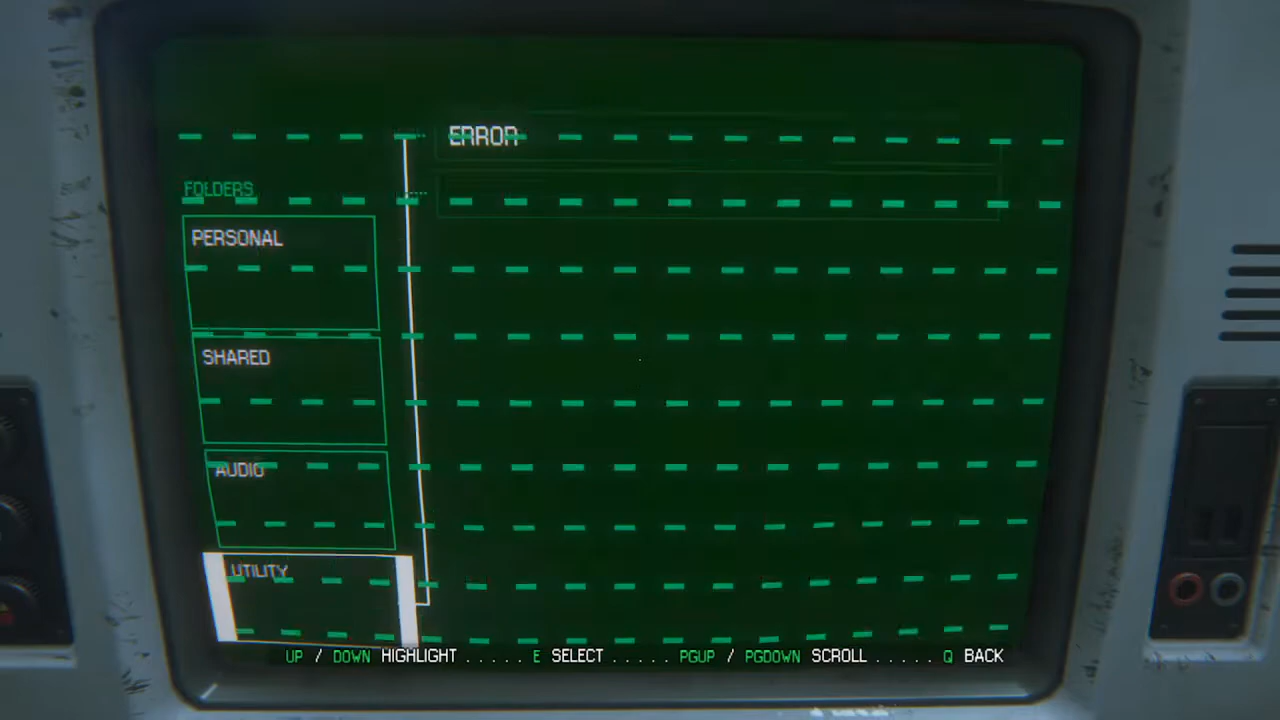 ERROR
FOLDERS
PERSONAL
SHARED
AUDIO
UTILITY
UP / DOWN HIGHLIGHT ..... E SELECT ..... PGUP / PGDOWN SCROLL ..... Q BACK